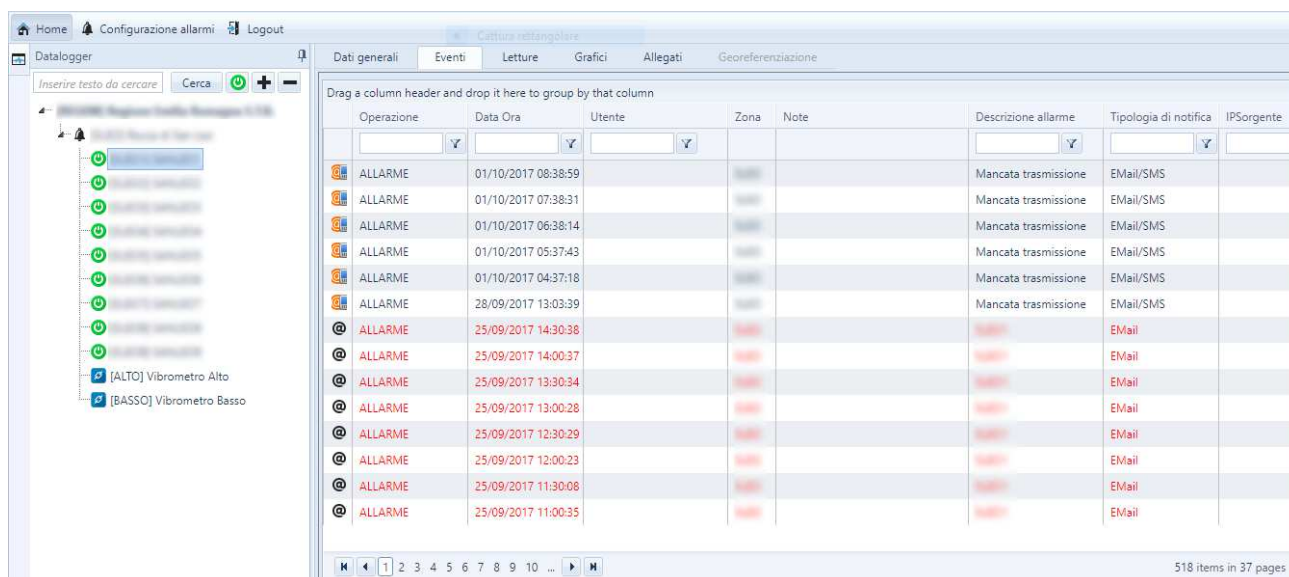 Home Configurazione allarmi Logout
Cattura rettangolare
Datalogger
Dati generali Eventi Letture Grafici Allegati Georeferenziazione
Inserire testo da cercare Cerca
Drag a column header and drop it here to group by that column
Operazione Data Ora Utente Zona Note Descrizione allarme Tipologia di notifica IPSorgente
ALLARME 01/10/2017 08:38:59 Mancata trasmissione EMail/SMS
ALLARME 01/10/2017 07:38:31 Mancata trasmissione EMail/SMS
ALLARME 01/10/2017 06:38:14 Mancata trasmissione EMail/SMS
ALLARME 01/10/2017 05:37:43 Mancata trasmissione EMail/SMS
ALLARME 01/10/2017 04:37:18 Mancata trasmissione EMail/SMS
ALLARME 28/09/2017 13:03:39 Mancata trasmissione EMail/SMS
@ ALLARME 25/09/2017 14:30:38 EMail
@ ALLARME 25/09/2017 14:00:37 EMail
[ALTO] Vibrometro Alto
@ ALLARME 25/09/2017 13:30:34 EMail
[BASSO] Vibrometro Basso
@ ALLARME 25/09/2017 13:00:28 EMail
@ ALLARME 25/09/2017 12:30:29 EMail
@ ALLARME 25/09/2017 12:00:23 EMail
@ ALLARME 25/09/2017 11:30:08 EMail
@ ALLARME 25/09/2017 11:00:35 EMail
1 2 3 4 5 6 7 8 9 10 ... 518 items in 37 pages